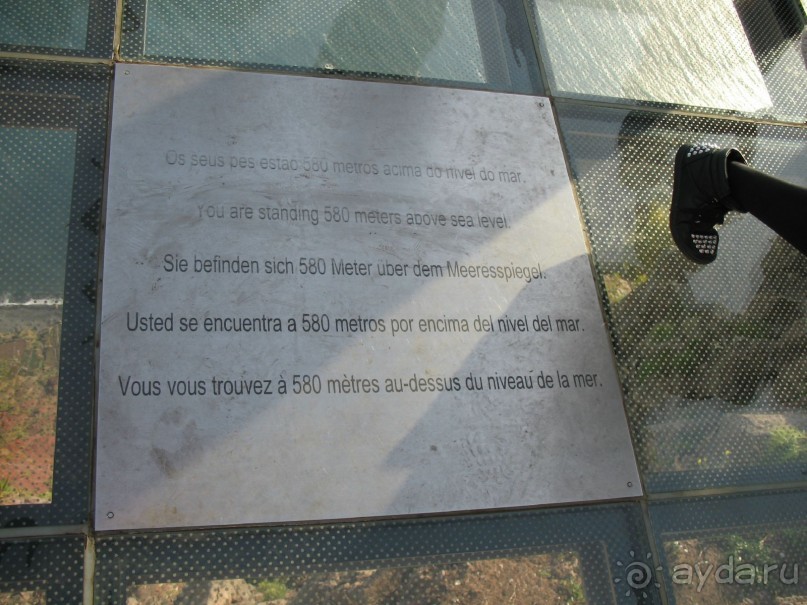 Os seus pés estão 580 metros acima do nível do mar.
You are standing 580 meters above sea level.
Sie befinden sich 580 Meter über dem Meeresspiegel.
Usted se encuentra a 580 metros por encima del nivel del mar.
Vous vous trouvez à 580 mètres au-dessus du niveau de la mer.
ayda.ru